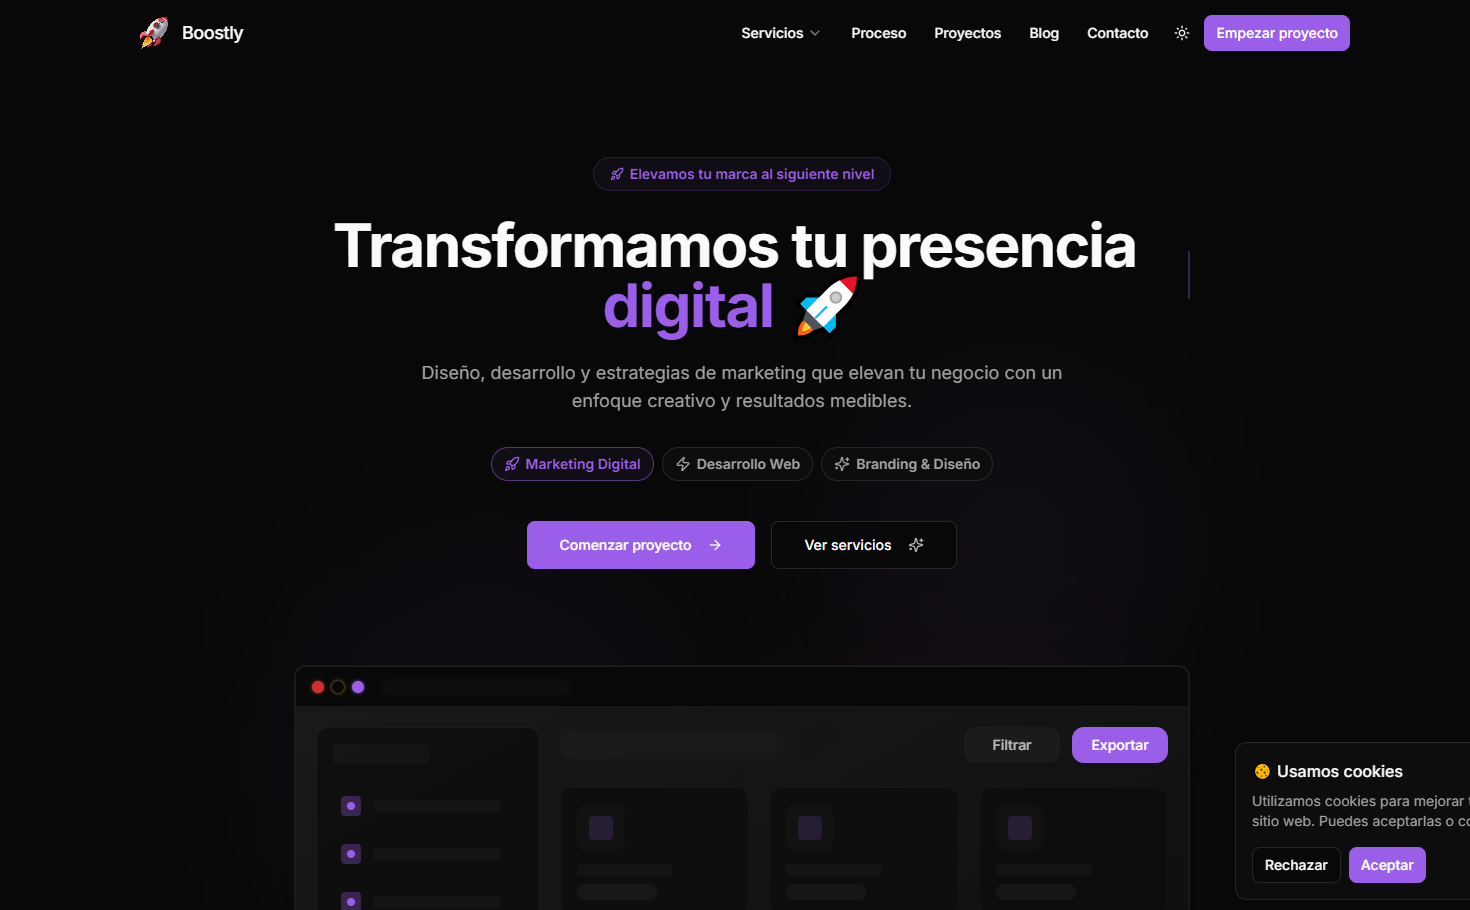 Boostly
Servicios
Proceso
Proyectos
Blog
Contacto
Empezar proyecto
Elevamos tu marca al siguiente nivel
Transformamos tu presencia
digital 🚀
Diseño, desarrollo y estrategias de marketing que elevan tu negocio con un
enfoque creativo y resultados medibles.
Marketing Digital
Desarrollo Web
Branding & Diseño
Comenzar proyecto
Ver servicios
Filtrar
Exportar
🍪 Usamos cookies
Utilizamos cookies para mejorar
sitio web. Puedes aceptarlas o
Rechazar
Aceptar